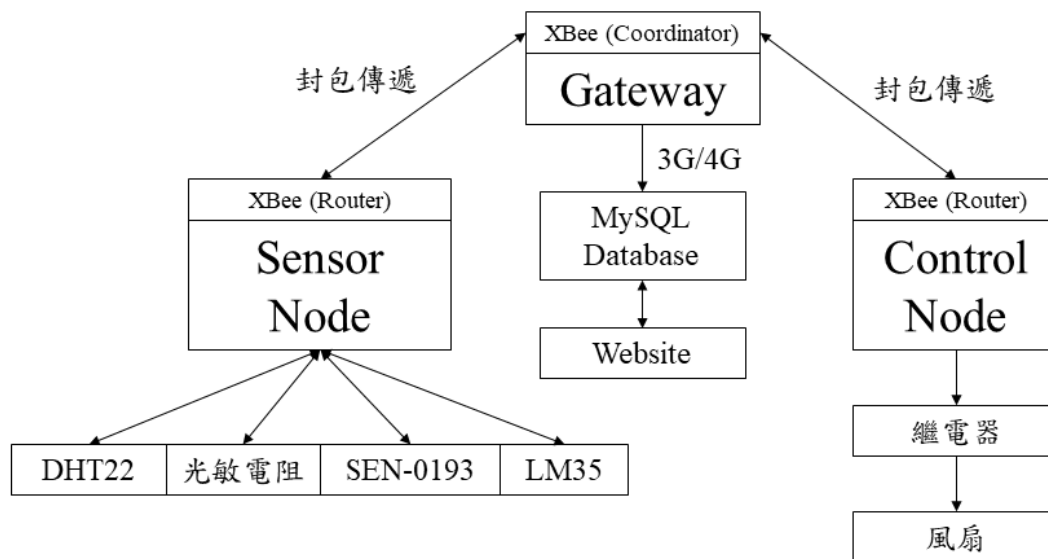 XBee (Coordinator)
Gateway
封包傳遞
封包傳遞
3G/4G
XBee (Router)
Sensor
Node
MySQL
Database
Website
XBee (Router)
Control
Node
DHT22
光敏電阻
SEN-0193
LM35
繼電器
風扇